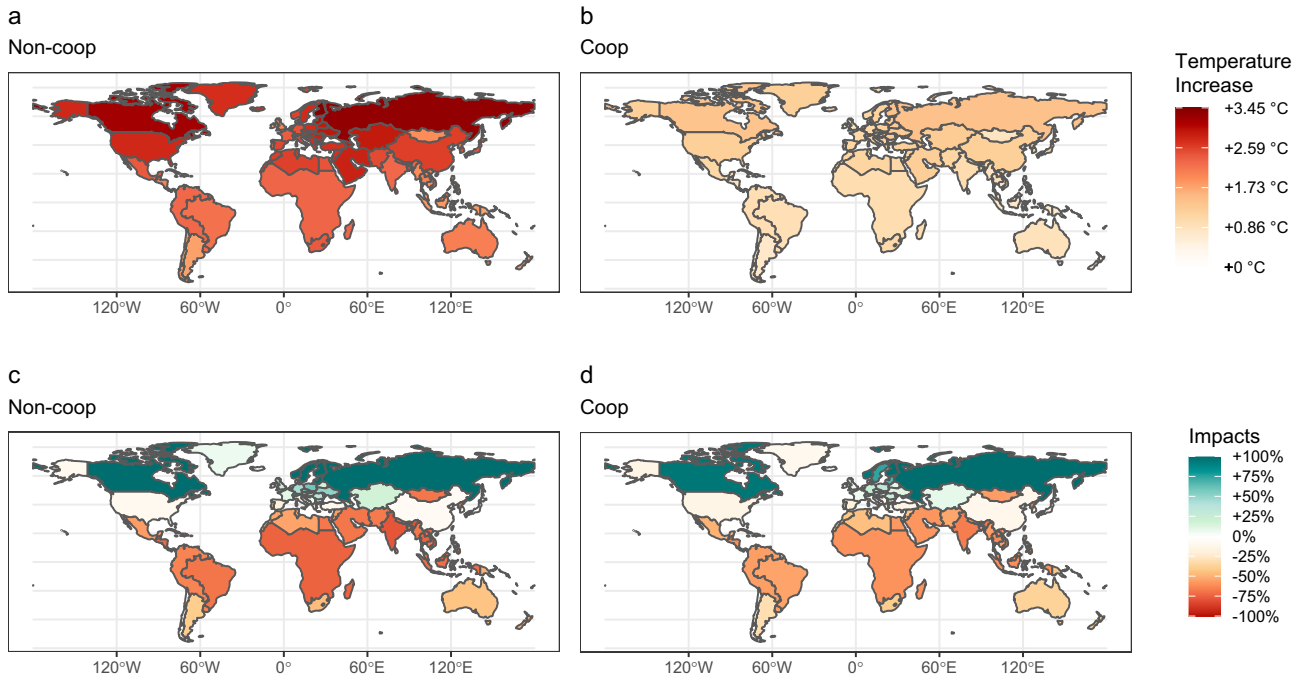 a
Non-coop
b
Coop
120°W 60°W 0° 60°E 120°E
120°W 60°W 0° 60°E 120°E
Temperature
Increase
+3.45 °C
+2.59 °C
+1.73 °C
+0.86 °C
+0 °C
c
Non-coop
d
Coop
120°W 60°W 0° 60°E 120°E
120°W 60°W 0° 60°E 120°E
Impacts
+100%
+75%
+50%
+25%
0%
-25%
-50%
-75%
-100%